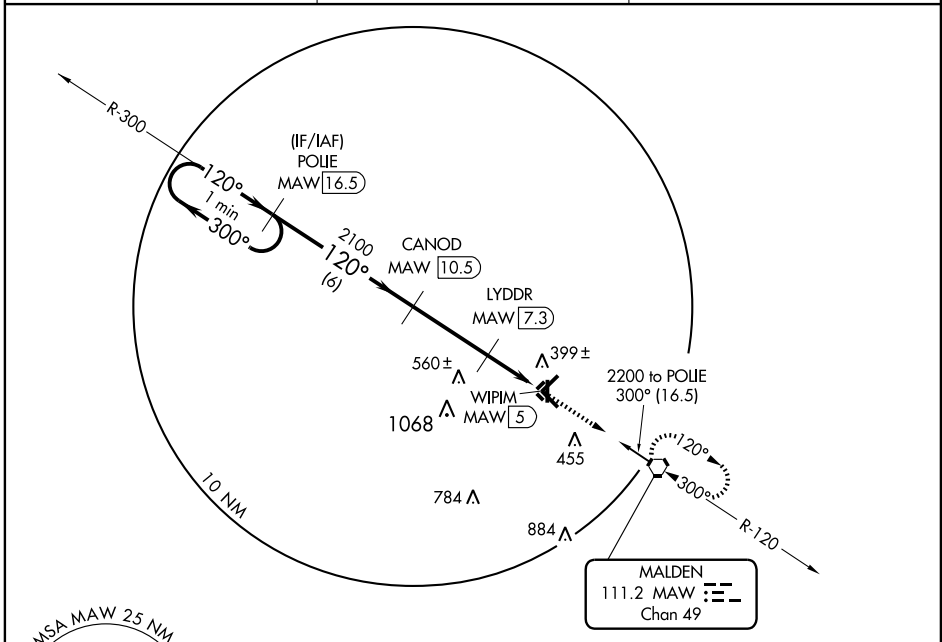 R-300
(IF/IAF)
POLIE
MAW 16.5
120°
1 min
300°
2100
120°
(6)
CANOD
MAW 10.5
LYDDR
MAW 7.3
399±
560±
2200 to POLIE
300° (16.5)
WIPIM
MAW 5
1068
455
120°
300°
784
10 NM
884
R-120
MALDEN
111.2 MAW
Chan 49
MSA MAW 25 NM